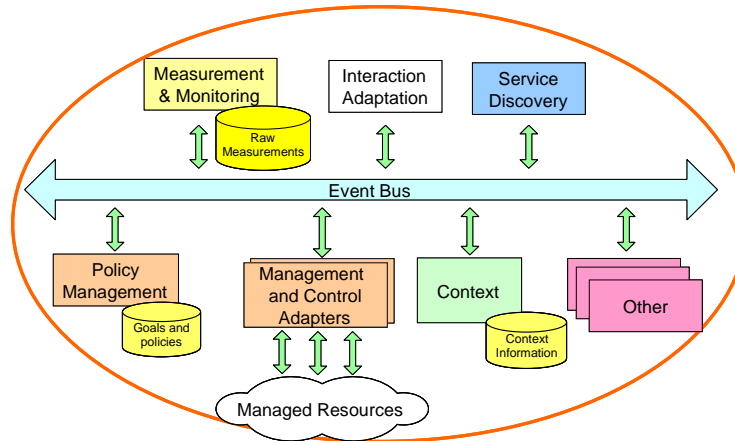 Measurement
& Monitoring
Interaction
Adaptation
Service
Discovery
Raw
Measurements
Event Bus
Policy
Management
Management
and Control
Adapters
Context
Other
Goals and
policies
Context
Information
Managed Resources